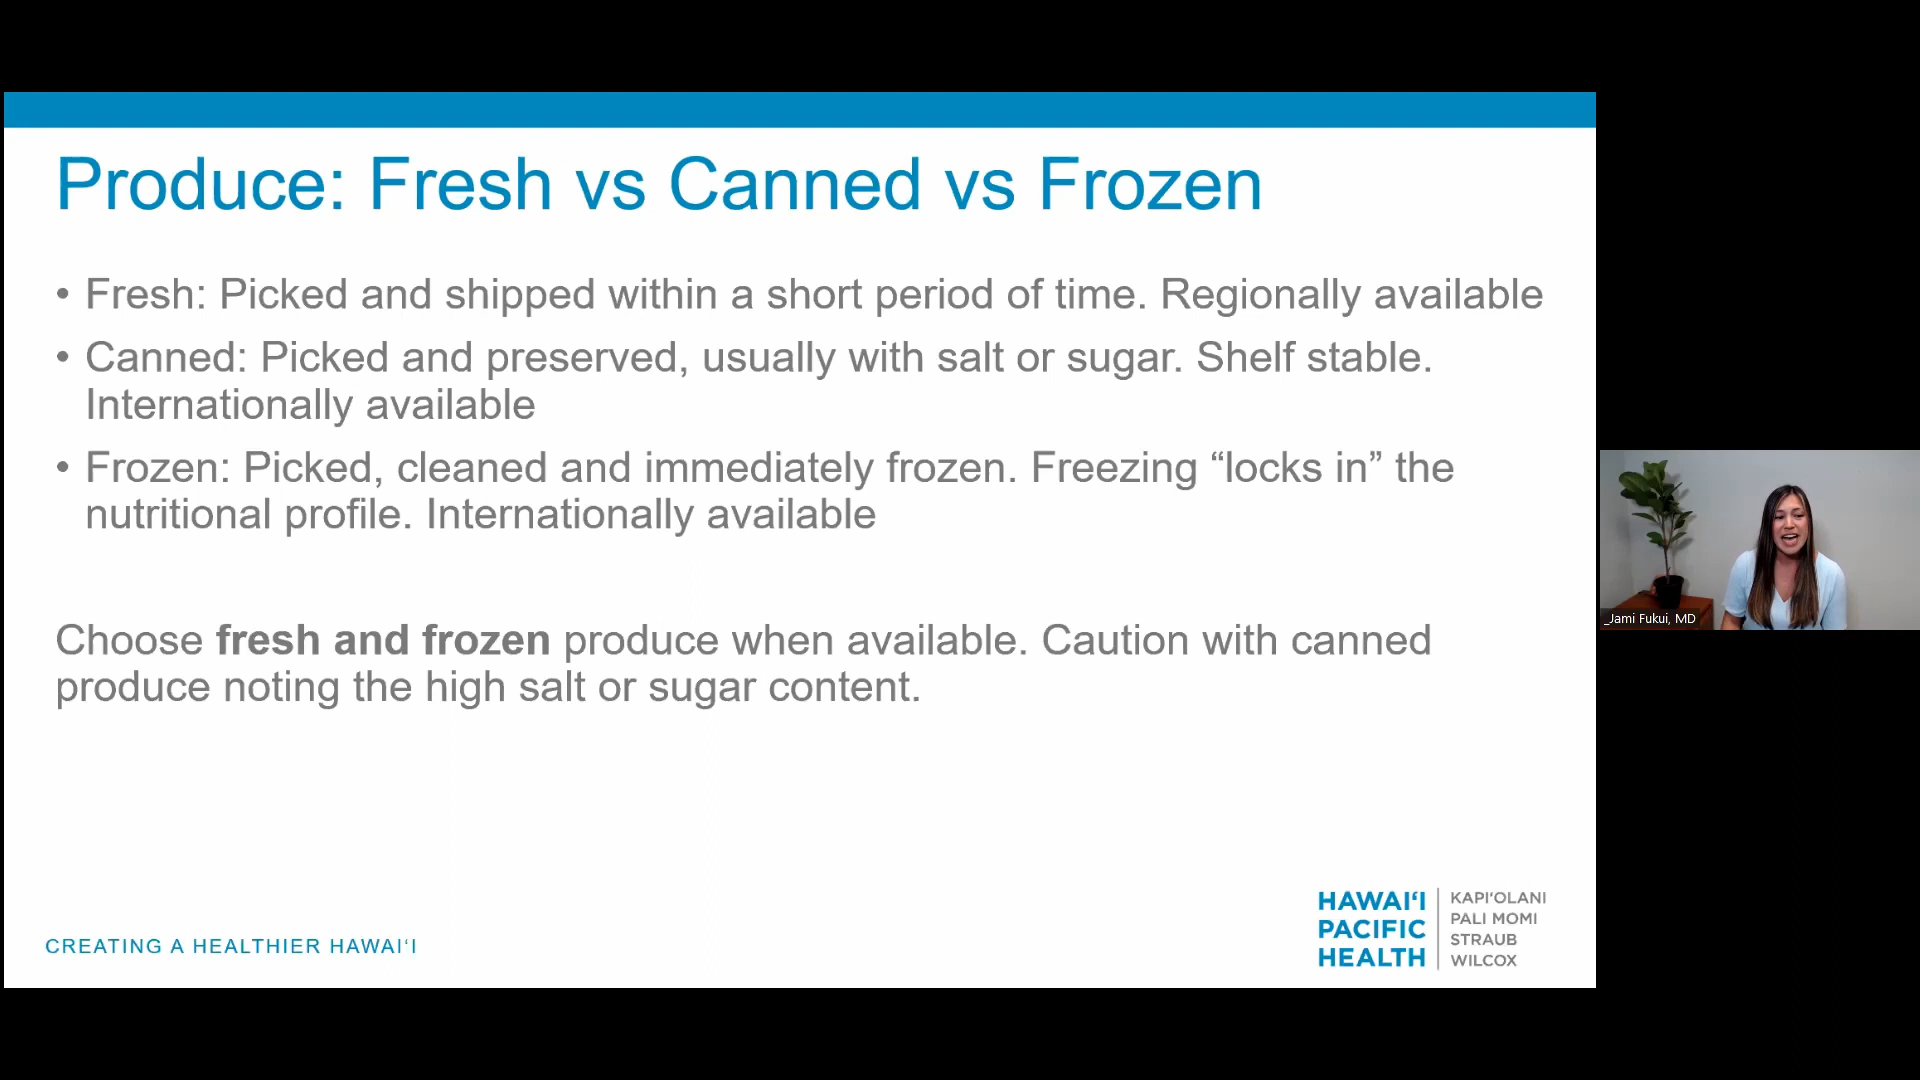 Produce: Fresh vs Canned vs Frozen
• Fresh: Picked and shipped within a short period of time. Regionally available
• Canned: Picked and preserved, usually with salt or sugar. Shelf stable.
Internationally available
• Frozen: Picked, cleaned and immediately frozen. Freezing “locks in” the
nutritional profile. Internationally available
Choose fresh and frozen produce when available. Caution with canned
produce noting the high salt or sugar content.
_Jami Fukui, MD
CREATING A HEALTHIER HAWAI‘I
HAWAI‘I
PACIFIC
HEALTH
KAPI‘OLANI
PALI MOMI
STRAUB
WILCOX